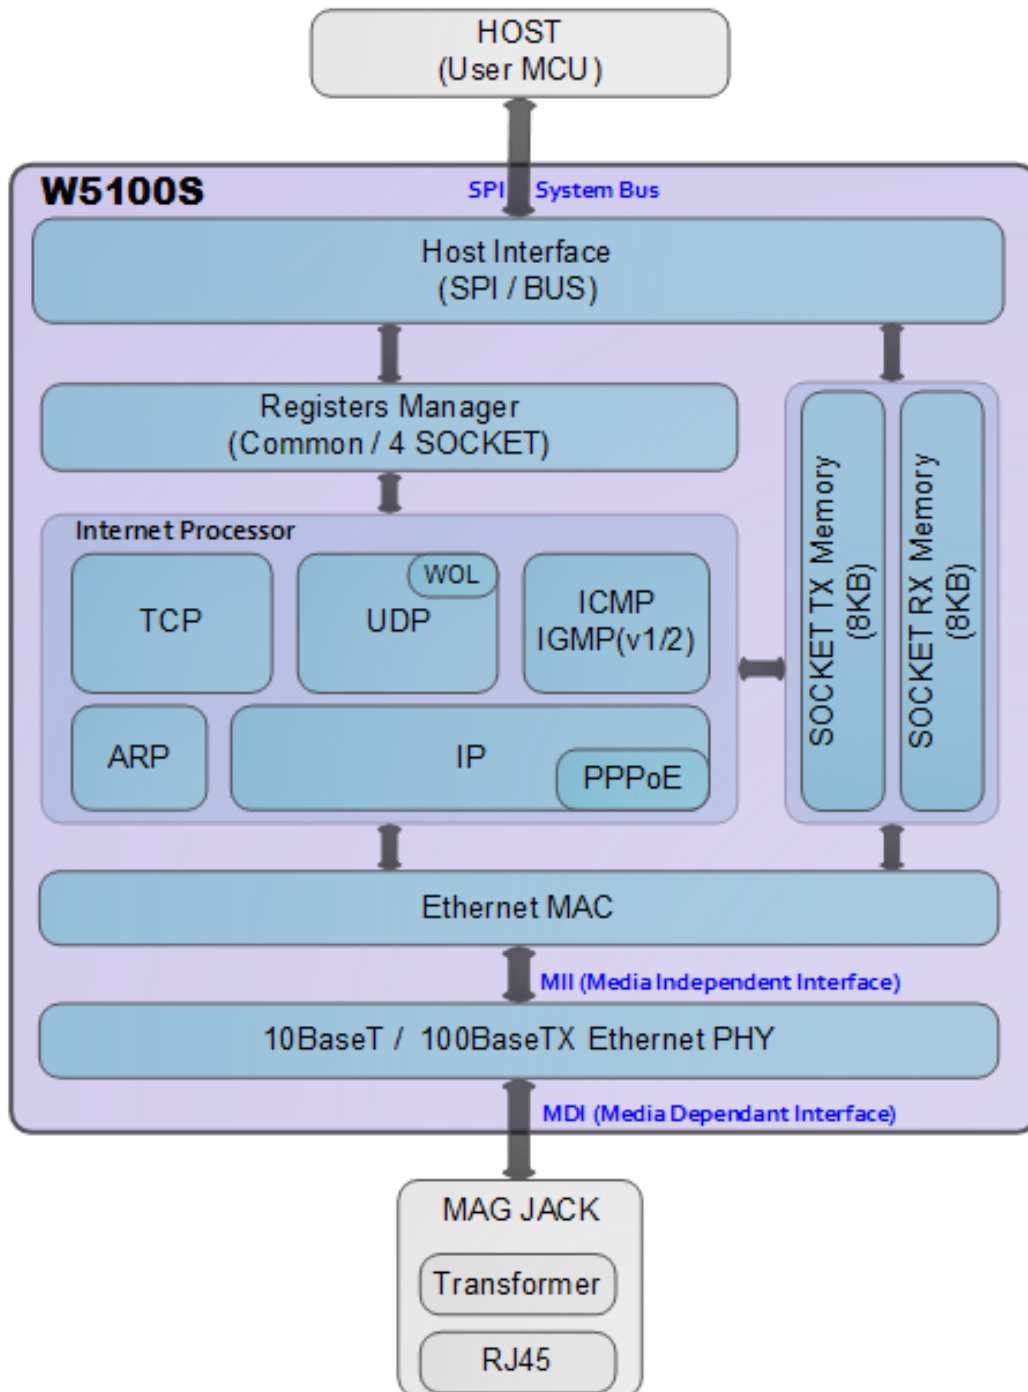 HOST
(User MCU)
W5100S
SPI System Bus
Host Interface
(SPI / BUS)
Registers Manager
(Common / 4 SOCKET)
Internet Processor
TCP
UDP
WOL
ICMP
IGMP(v1/2)
ARP
IP
PPPoE
SOCKET TX Memory
(8KB)
SOCKET RX Memory
(8KB)
Ethernet MAC
MII (Media Independent Interface)
10BaseT / 100BaseTX Ethernet PHY
MDI (Media Dependant Interface)
MAG JACK
Transformer
RJ45